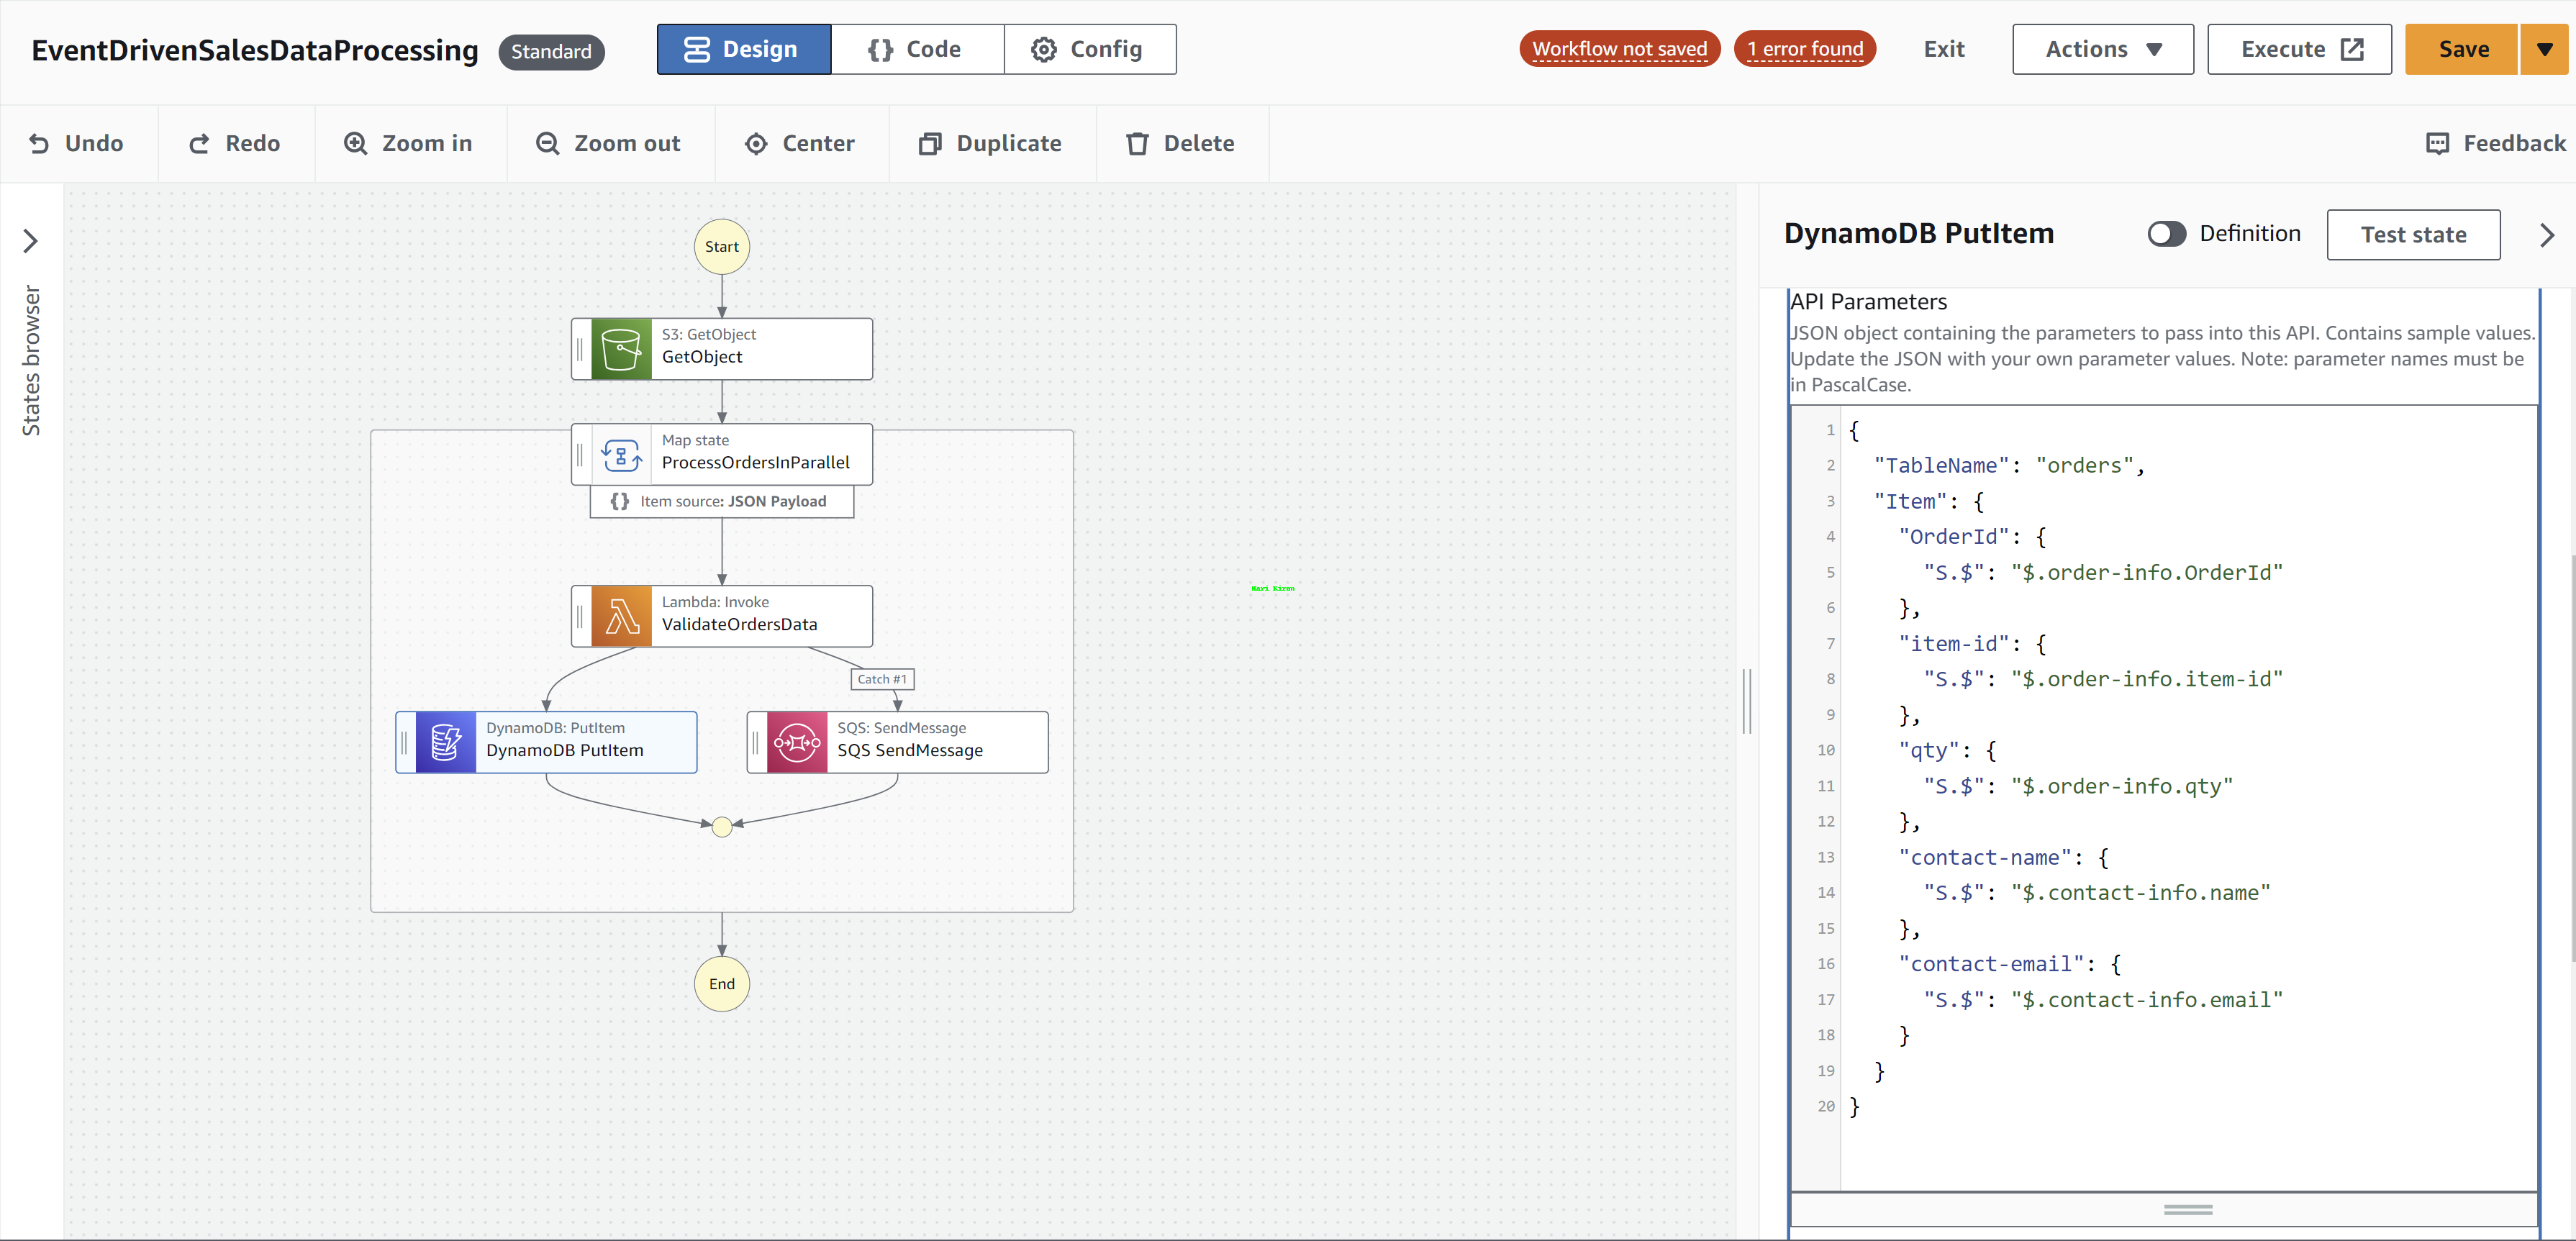 EventDrivenSalesDataProcessing Standard Design Code Config Workflow not saved 1 error found Exit Actions Execute Save
Undo Redo Zoom in Zoom out Center Duplicate Delete Feedback
States browser
Start
S3: GetObject
GetObject
Map state
ProcessOrdersInParallel
Item source: JSON Payload
Lambda: Invoke
ValidateOrdersData
Catch #1
DynamoDB: PutItem
DynamoDB PutItem
SQS: SendMessage
SQS SendMessage
End
DynamoDB PutItem Definition Test state
API Parameters
JSON object containing the parameters to pass into this API. Contains sample values.
Update the JSON with your own parameter values. Note: parameter names must be
in PascalCase.
1 {
2 "TableName": "orders",
3 "Item": {
4 "OrderId": {
5 "S.$": "$.order-info.OrderId"
6 },
7 "item-id": {
8 "S.$": "$.order-info.item-id"
9 },
10 "qty": {
11 "S.$": "$.order-info.qty"
12 },
13 "contact-name": {
14 "S.$": "$.contact-info.name"
15 },
16 "contact-email": {
17 "S.$": "$.contact-info.email"
18 }
19 }
20 }